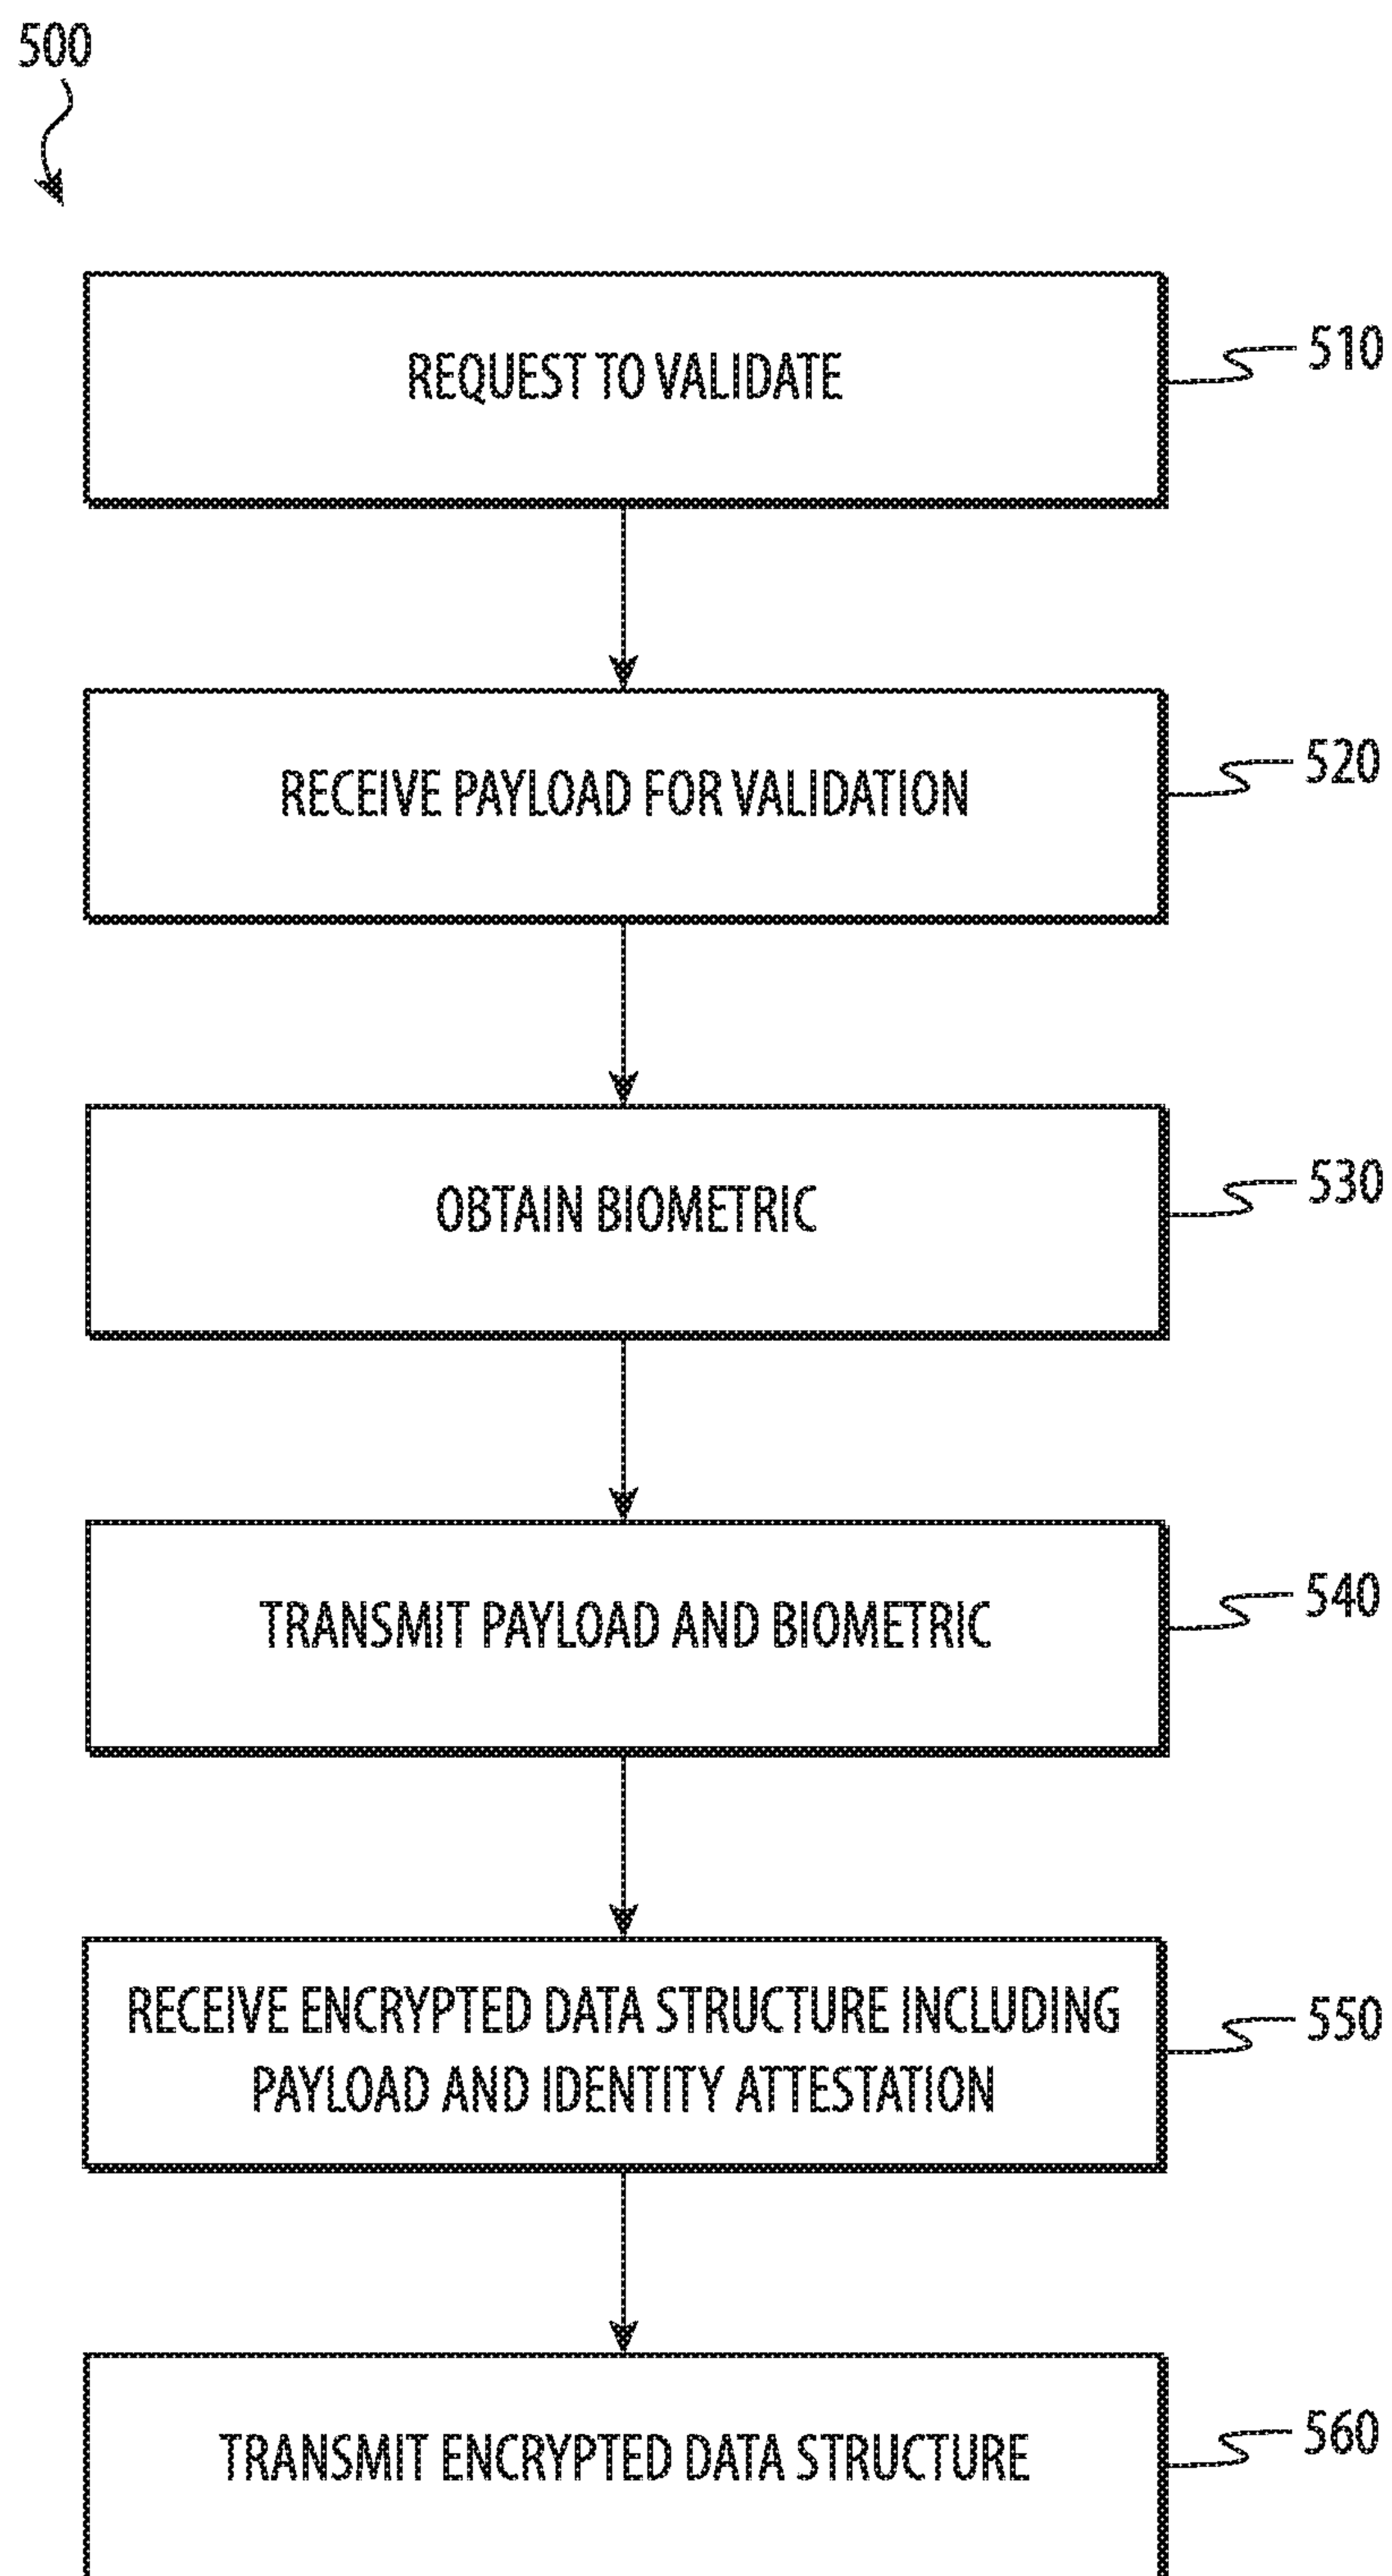 500
REQUEST TO VALIDATE
510
RECEIVE PAYLOAD FOR VALIDATION
520
OBTAIN BIOMETRIC
530
TRANSMIT PAYLOAD AND BIOMETRIC
540
RECEIVE ENCRYPTED DATA STRUCTURE INCLUDING
PAYLOAD AND IDENTITY ATTESTATION
550
TRANSMIT ENCRYPTED DATA STRUCTURE
560